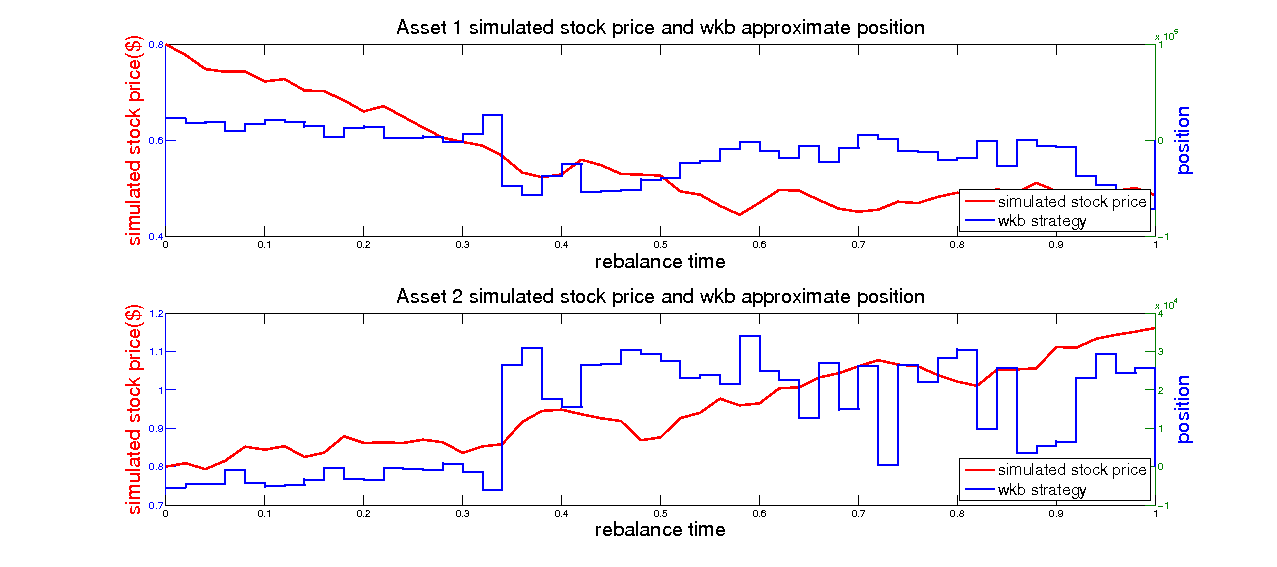 Asset 1 simulated stock price and wkb approximate position
x 10^5
0.8
0.6
0.4
1
0
-1
simulated stock price($)
position
simulated stock price
wkb strategy
0 0.1 0.2 0.3 0.4 0.5 0.6 0.7 0.8 0.9 1
rebalance time
Asset 2 simulated stock price and wkb approximate position
x 10^4
1.2
1.1
1
0.9
0.8
0.7
4
3
2
1
0
-1
simulated stock price($)
position
simulated stock price
wkb strategy
0 0.1 0.2 0.3 0.4 0.5 0.6 0.7 0.8 0.9 1
rebalance time